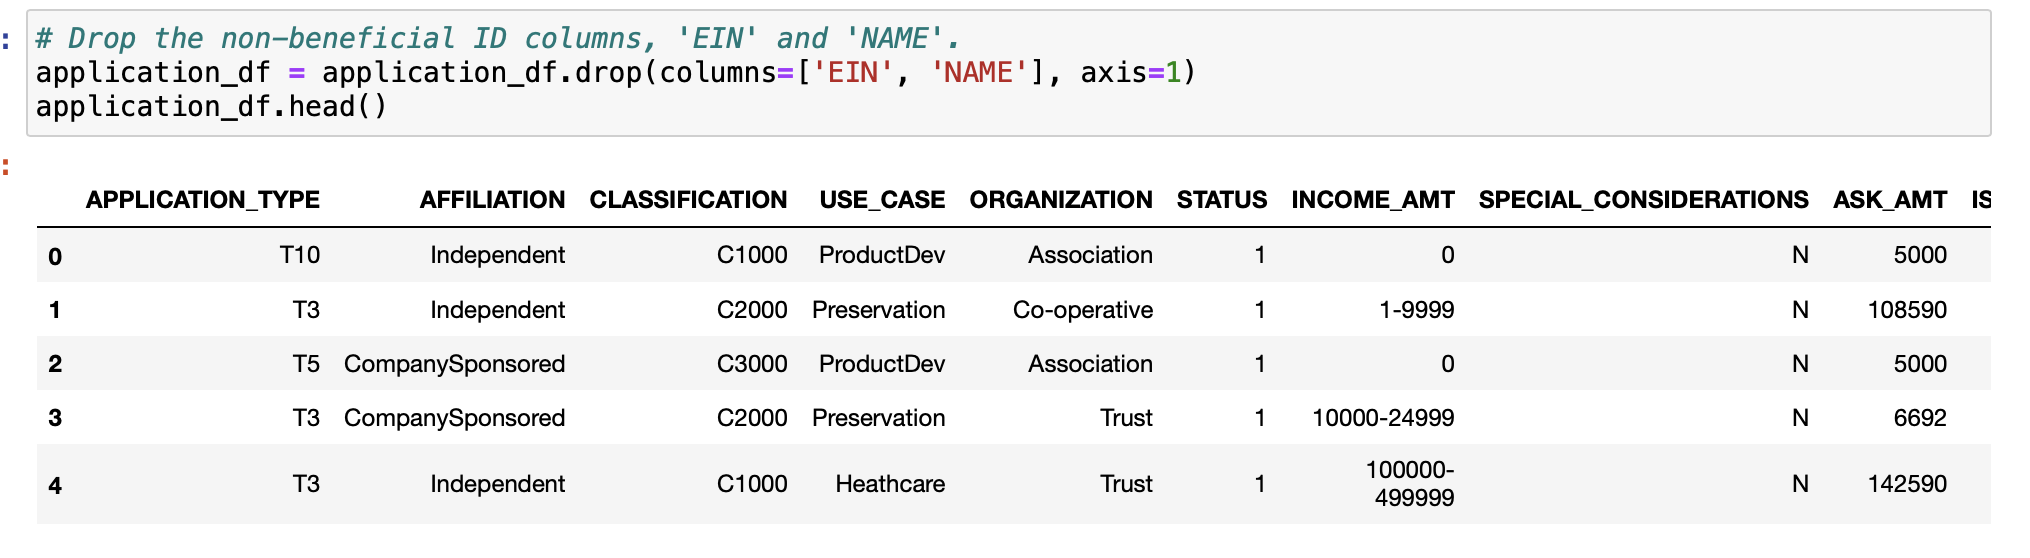 :
# Drop the non-beneficial ID columns, 'EIN' and 'NAME'.
application_df = application_df.drop(columns=['EIN', 'NAME'], axis=1)
application_df.head()
:
APPLICATION_TYPE AFFILIATION CLASSIFICATION USE_CASE ORGANIZATION STATUS INCOME_AMT SPECIAL_CONSIDERATIONS ASK_AMT IS
0 T10 Independent C1000 ProductDev Association 1 0 N 5000
1 T3 Independent C2000 Preservation Co-operative 1 1-9999 N 108590
2 T5 CompanySponsored C3000 ProductDev Association 1 0 N 5000
3 T3 CompanySponsored C2000 Preservation Trust 1 10000-24999 N 6692
4 T3 Independent C1000 Heathcare Trust 1 100000-
499999 N 142590